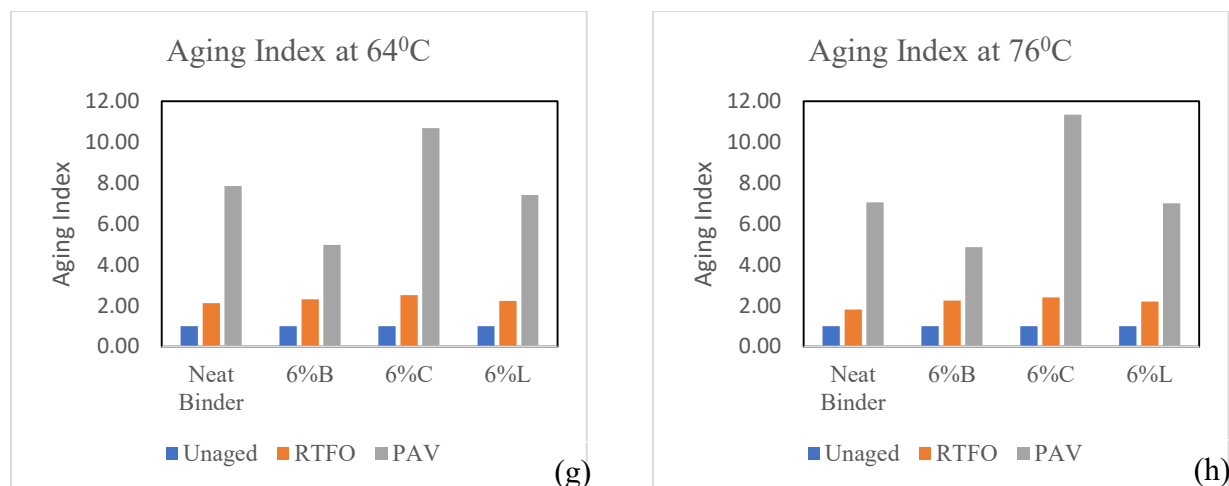 Aging Index at 64⁰C
Aging Index
12.00
10.00
8.00
6.00
4.00
2.00
0.00
Neat Binder
6%B
6%C
6%L
Unaged RTFO PAV
(g)
Aging Index at 76⁰C
Aging Index
12.00
10.00
8.00
6.00
4.00
2.00
0.00
Neat Binder
6%B
6%C
6%L
Unaged RTFO PAV
(h)